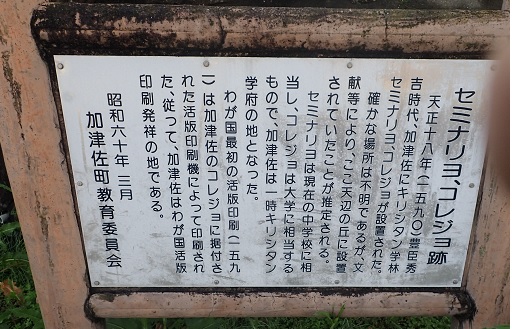 セミナリヨ、コレジョ跡
天正十八年(一五九〇)豊臣秀
吉時代、加津佐にキリシタン学林
セミナリヨ、コレジョが設置された。
確かな場所は不明であるが、文
献等により、ここ天辺の丘に設置
されていたことが推定される。
セミナリヨは現在の中学校に相
当し、コレジョは大学に相当する
もので、加津佐は一時キリシタン
学府の地となった。
わが国最初の活版印刷(一五九
一)は加津佐のコレジョに据付さ
れた活版印刷機によって印刷され
た、従って、加津佐はわが国活版
印刷発祥の地である。
昭和六十年 三月
加津佐町教育委員会